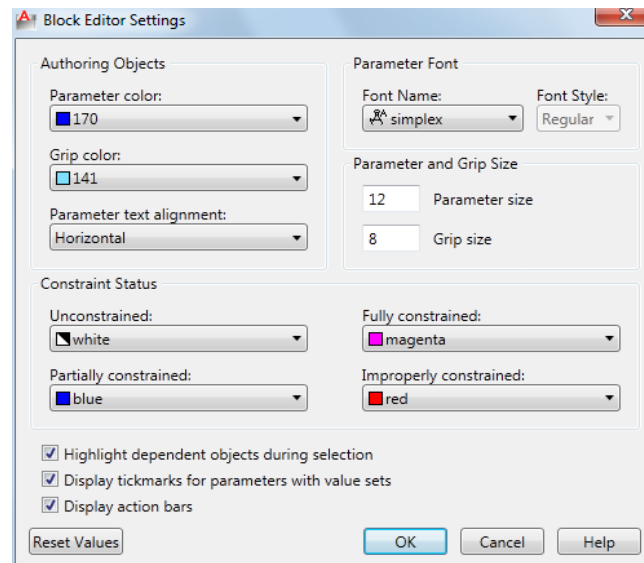 Block Editor Settings
Authoring Objects
Parameter color:
170
Grip color:
141
Parameter text alignment:
Horizontal
Parameter Font
Font Name:
Font Style:
simplex
Regular
Parameter and Grip Size
12 Parameter size
8 Grip size
Constraint Status
Unconstrained:
Fully constrained:
white
magenta
Partially constrained:
Improperly constrained:
blue
red
Highlight dependent objects during selection
Display tickmarks for parameters with value sets
Display action bars
Reset Values
OK
Cancel
Help